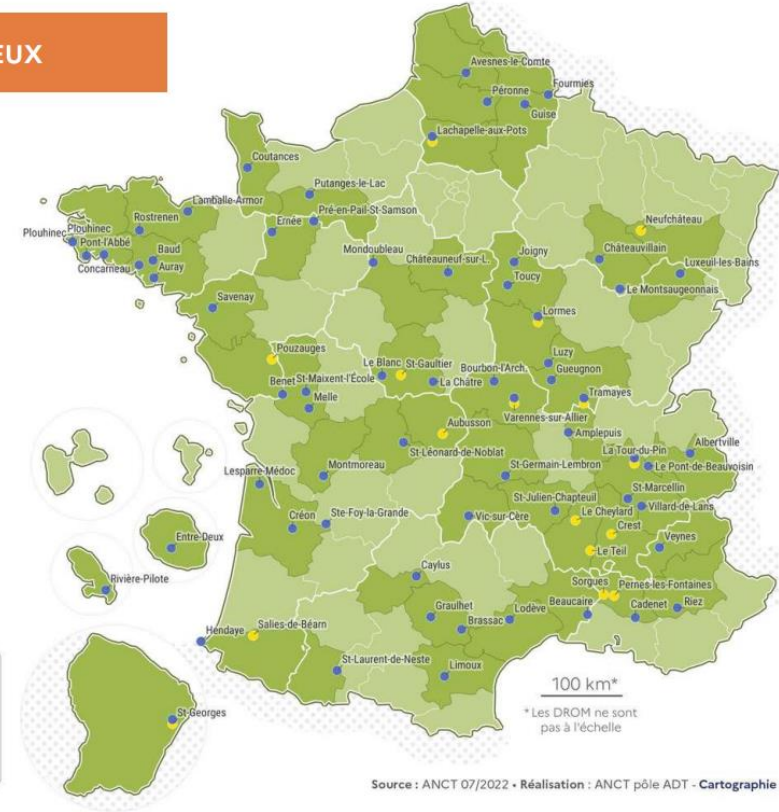 EUX
Avesnes-le-Comte
Fourmies
Péronne
Guise
Lachapelle-aux-Pots
Coutances
Putanges-le-Lac
Lamballe-Armor
Pré-en-Pail-St-Samson
Rostrenen
Ernée
Neufchâteau
Plouhinec
Plouhinec
Pont-l'Abbé
Baud
Mondoubleau
Châteauneuf-sur-L.
Joigny
Châteauvillain
Luxeuil-les-Bains
Concarneau
Auray
Toucy
Le Montsaugeonnais
Savenay
Lormes
Pouzauges
Le Blanc
St-Gaultier
Bourbon-l'Arch.
Luzy
Gueugnon
Benet
St-Maixent-l'École
La Châtre
Tramayes
Melle
Varennes-sur-Allier
Aubusson
Amplepuis
St-Léonard-de-Noblat
La Tour-du-Pin
Albertville
Lesparre-Médoc
Montmoreau
St-Germain-Lembron
Le Pont-de-Beauvoisin
St-Marcellin
St-Julien-Chapteuil
Villard-de-Lans
Créon
Ste-Foy-la-Grande
Vic-sur-Cère
Le Cheylard
Crest
Entre-Deux
Veynes
Le Teil
Rivière-Pilote
Caylus
Sorgues
Pernes-les-Fontaines
Graulhet
Lodève
Beaucaire
Cadenet
Riez
Hendaye
Salies-de-Béarn
Brassac
St-Laurent-de-Neste
Limoux
100 km*
* Les DROM ne sont
pas à l'échelle
St-Georges
Source : ANCT 07/2022 • Réalisation : ANCT pôle ADT - Cartographie